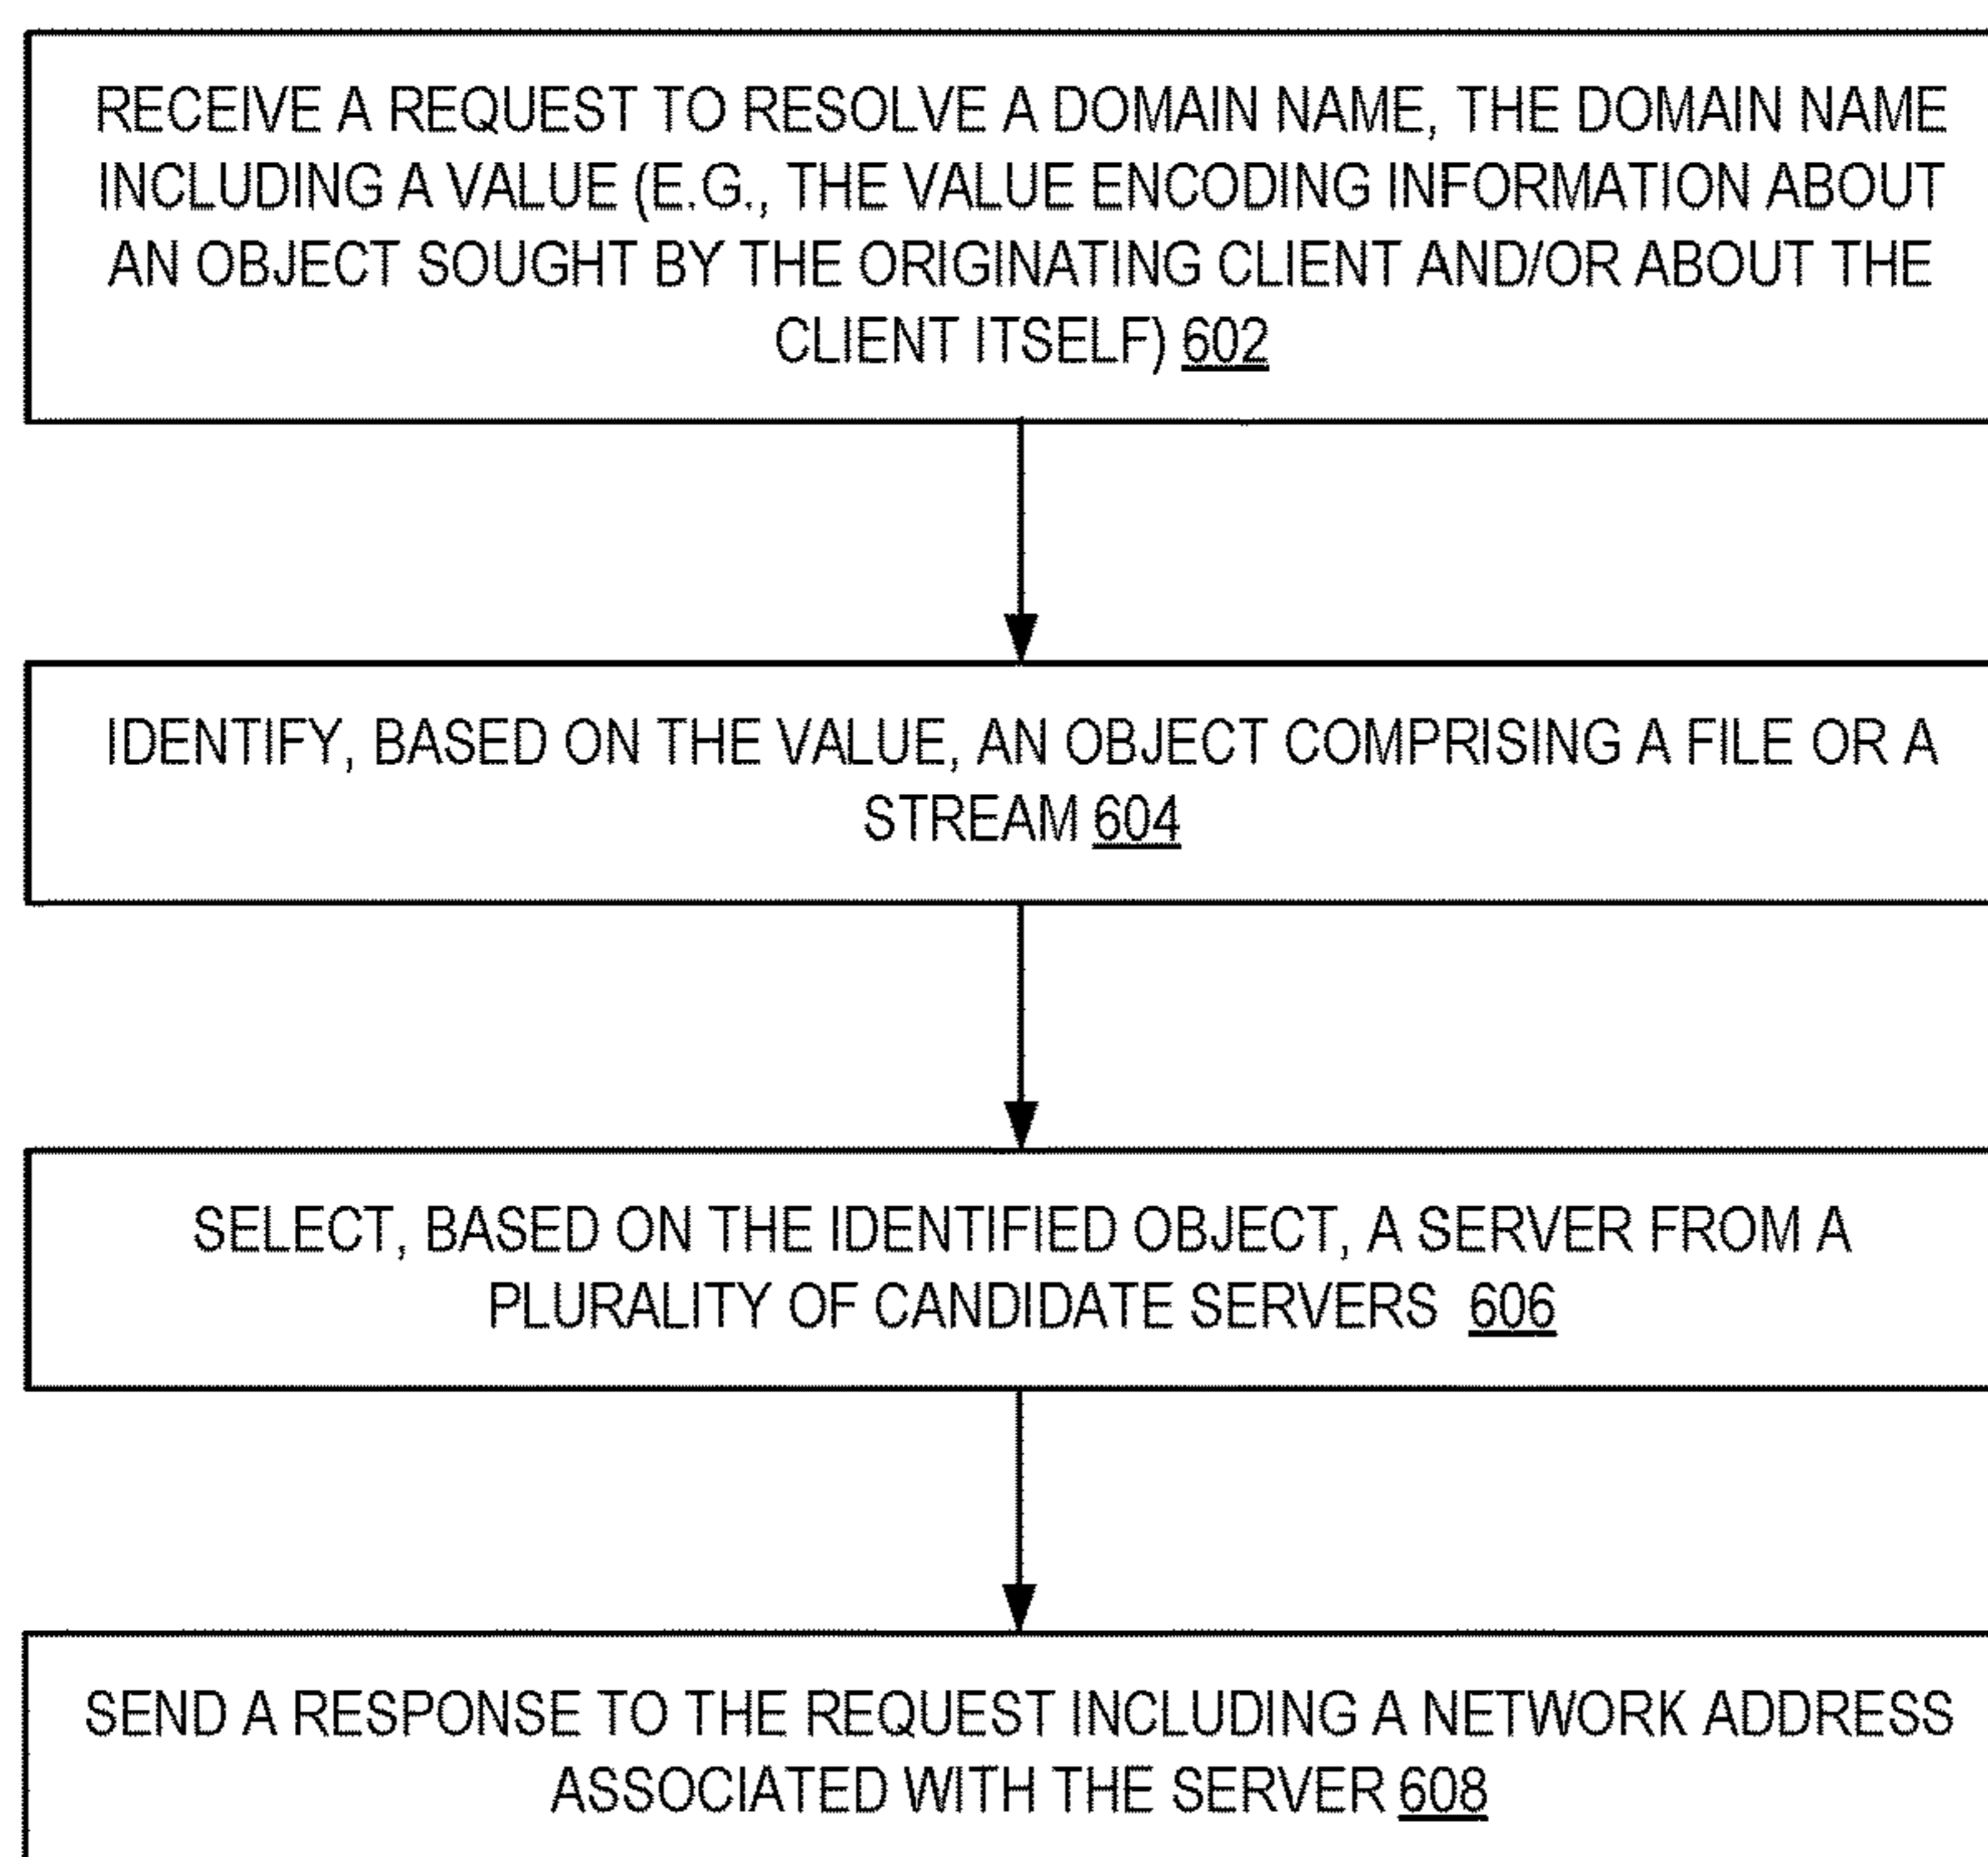 RECEIVE A REQUEST TO RESOLVE A DOMAIN NAME, THE DOMAIN NAME
INCLUDING A VALUE (E.G., THE VALUE ENCODING INFORMATION ABOUT
AN OBJECT SOUGHT BY THE ORIGINATING CLIENT AND/OR ABOUT THE
CLIENT ITSELF) 602
IDENTIFY, BASED ON THE VALUE, AN OBJECT COMPRISING A FILE OR A
STREAM 604
SELECT, BASED ON THE IDENTIFIED OBJECT, A SERVER FROM A
PLURALITY OF CANDIDATE SERVERS 606
SEND A RESPONSE TO THE REQUEST INCLUDING A NETWORK ADDRESS
ASSOCIATED WITH THE SERVER 608